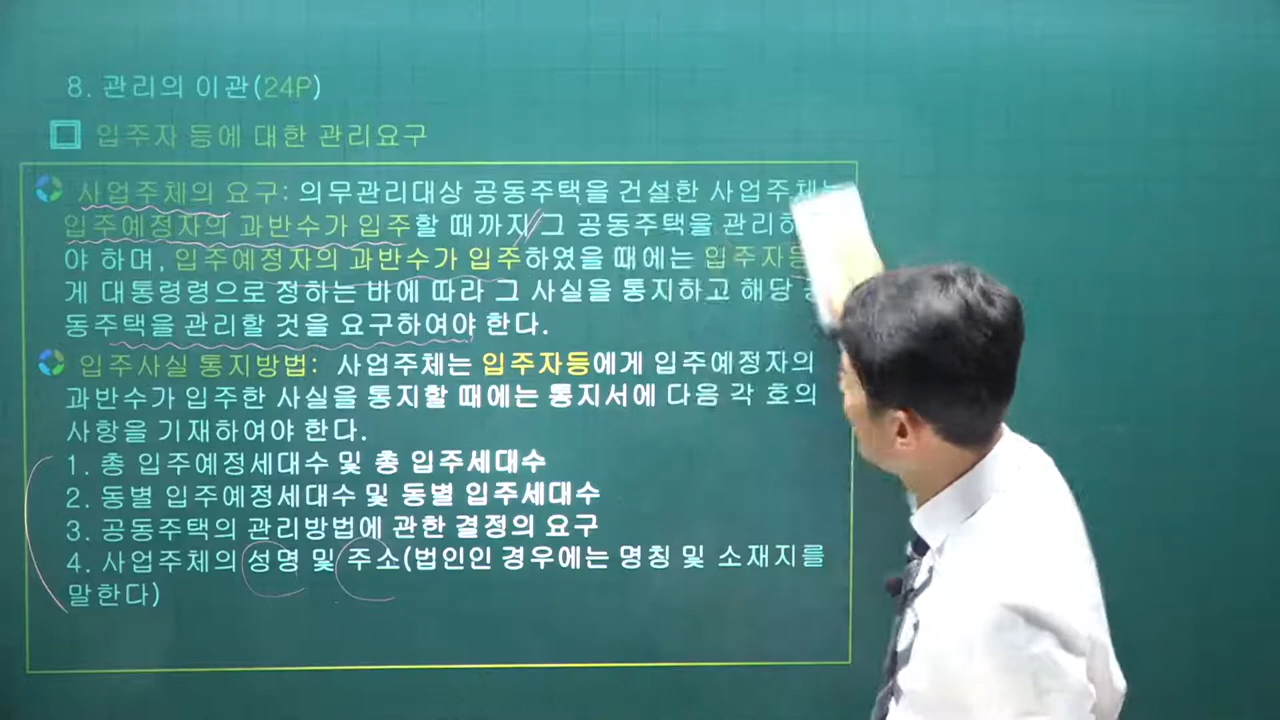 8. 관리의 이관(24P)
입주자 등에 대한 관리요구
사업주체의 요구: 의무관리대상 공동주택을 건설한 사업주체는
입주예정자의 과반수가 입주할 때까지 그 공동주택을 관리하
야 하며, 입주예정자의 과반수가 입주하였을 때에는 입주자등
게 대통령령으로 정하는 바에 따라 그 사실을 통지하고 해당 공
동주택을 관리할 것을 요구하여야 한다.
입주사실 통지방법: 사업주체는 입주자등에게 입주예정자의
과반수가 입주한 사실을 통지할 때에는 통지서에 다음 각 호의
사항을 기재하여야 한다.
1. 총 입주예정세대수 및 총 입주세대수
2. 동별 입주예정세대수 및 동별 입주세대수
3. 공동주택의 관리방법에 관한 결정의 요구
4. 사업주체의 성명 및 주소(법인인 경우에는 명칭 및 소재지를
말한다)